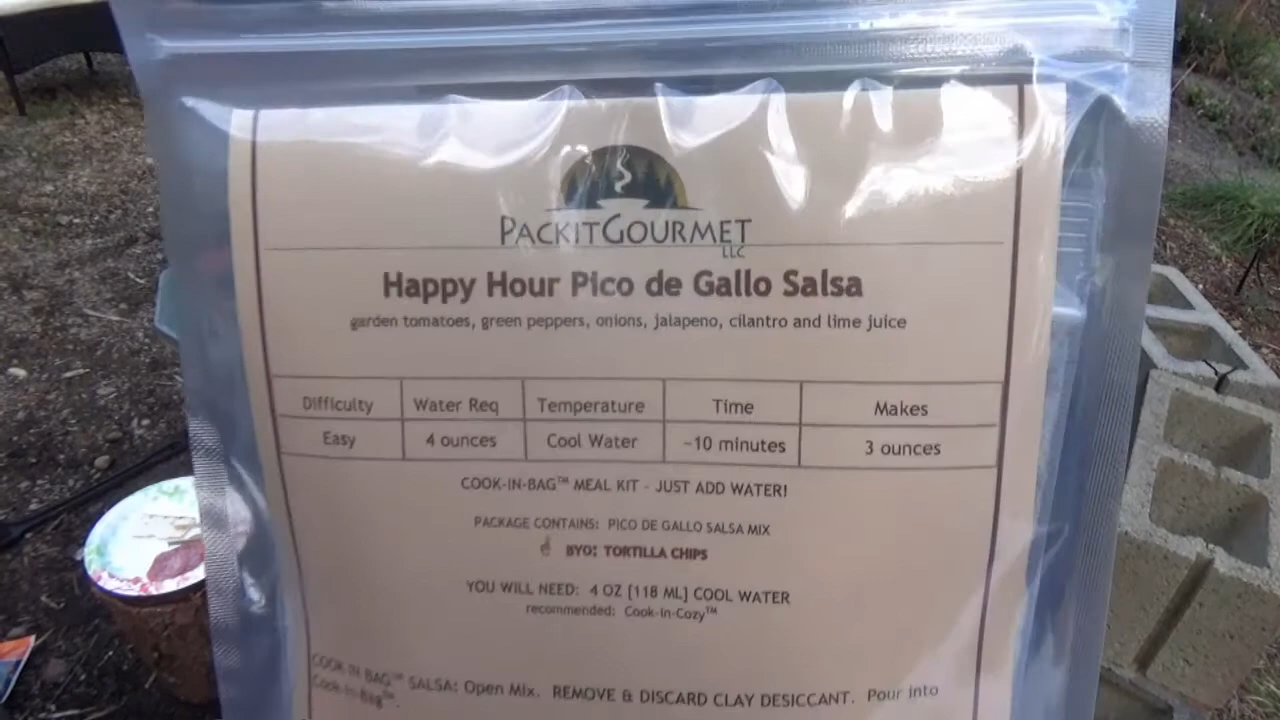 PACKITGOURMET
LLC
Happy Hour Pico de Gallo Salsa
garden tomatoes, green peppers, onions, jalapeno, cilantro and lime juice
Difficulty Water Req Temperature Time Makes
Easy 4 ounces Cool Water ~10 minutes 3 ounces
COOK-IN-BAG™ MEAL KIT - JUST ADD WATER!
PACKAGE CONTAINS: PICO DE GALLO SALSA MIX
BYO: TORTILLA CHIPS
YOU WILL NEED: 4 OZ [118 ML] COOL WATER
recommended: Cook-In-Cozy™
COOK IN BAG™ SALSA: Open Mix. REMOVE & DISCARD CLAY DESICCANT. Pour into
Cook-In-Bag™.